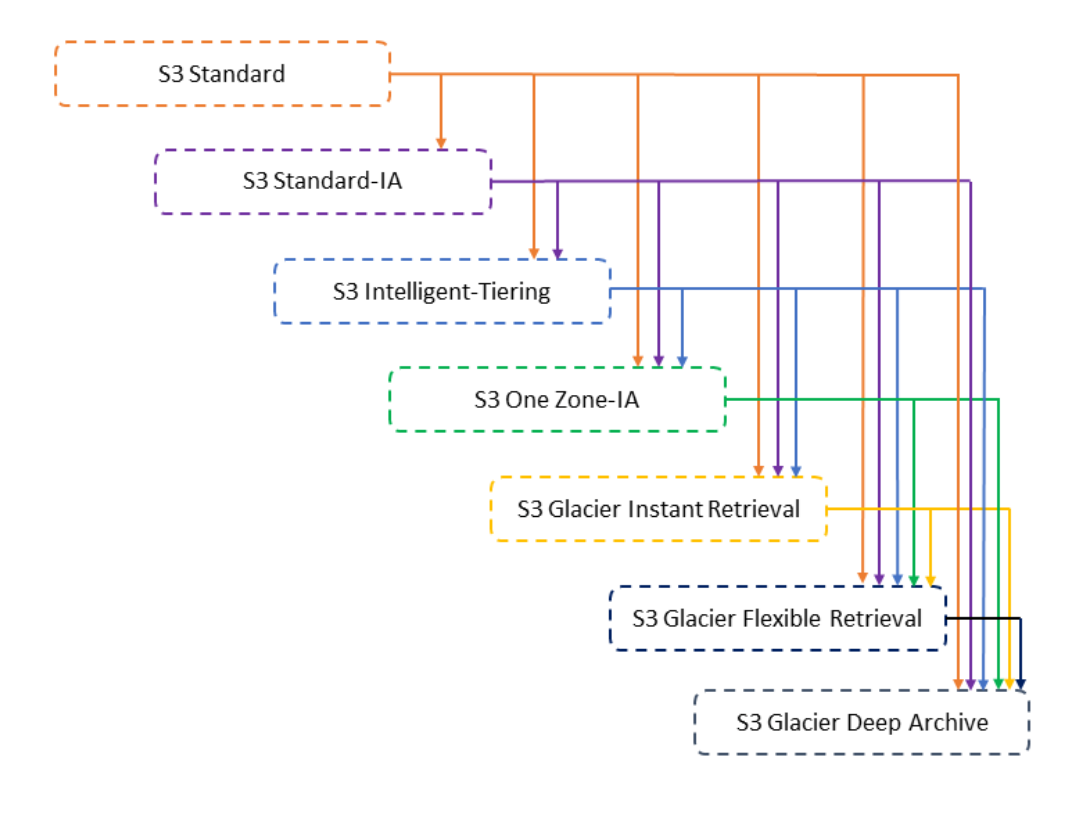 S3 Standard
S3 Standard-IA
S3 Intelligent-Tiering
S3 One Zone-IA
S3 Glacier Instant Retrieval
S3 Glacier Flexible Retrieval
S3 Glacier Deep Archive